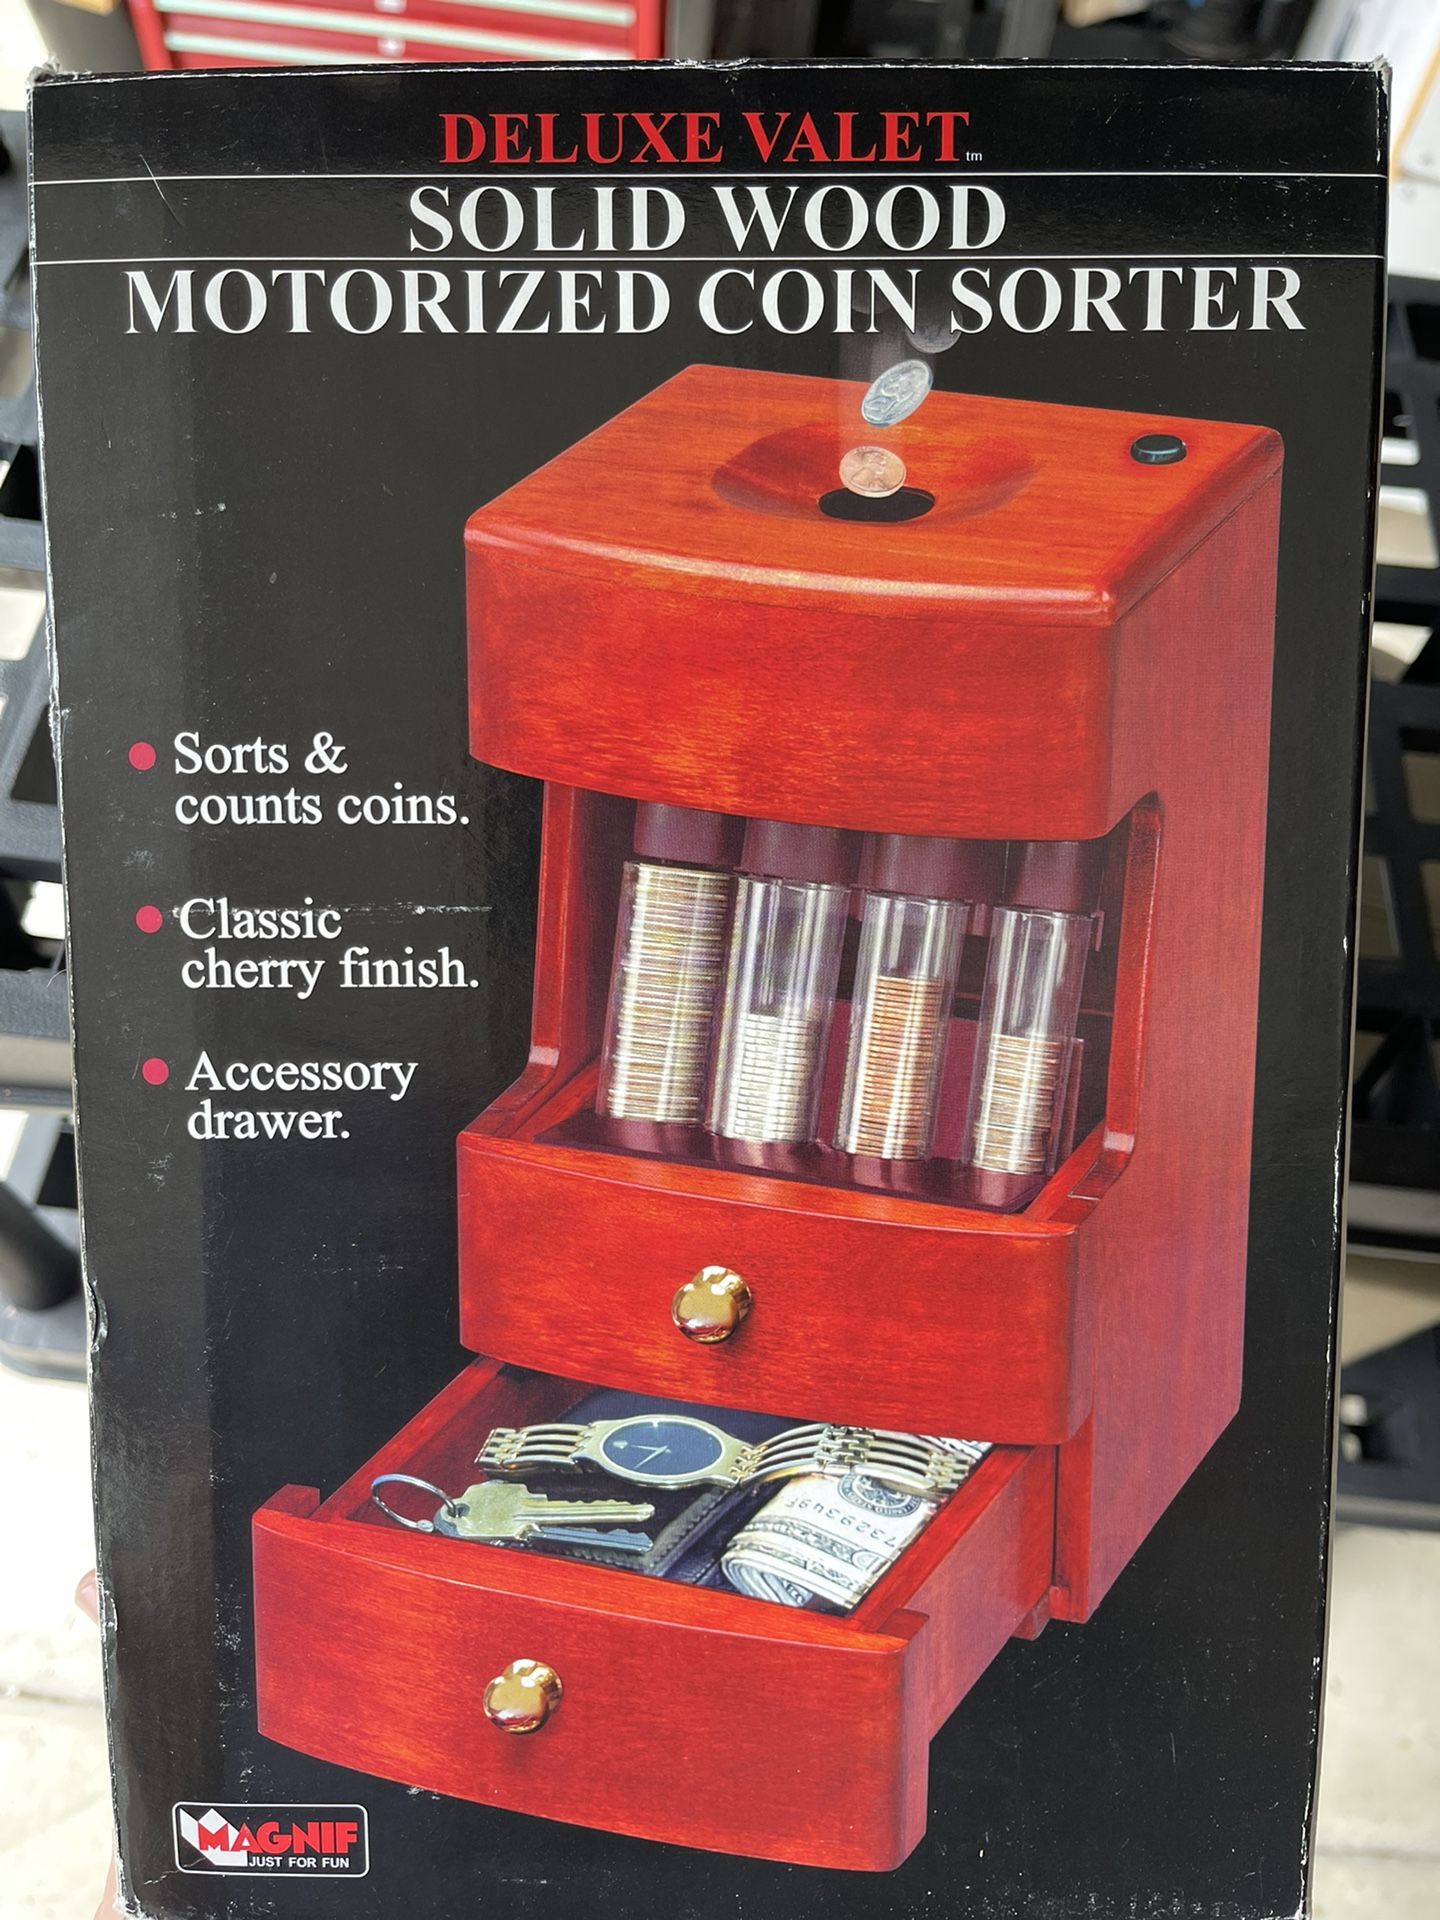 DELUXE VALET tm
SOLID WOOD
MOTORIZED COIN SORTER
• Sorts &
counts coins.
• Classic
cherry finish.
• Accessory
drawer.
MAGNIF
JUST FOR FUN